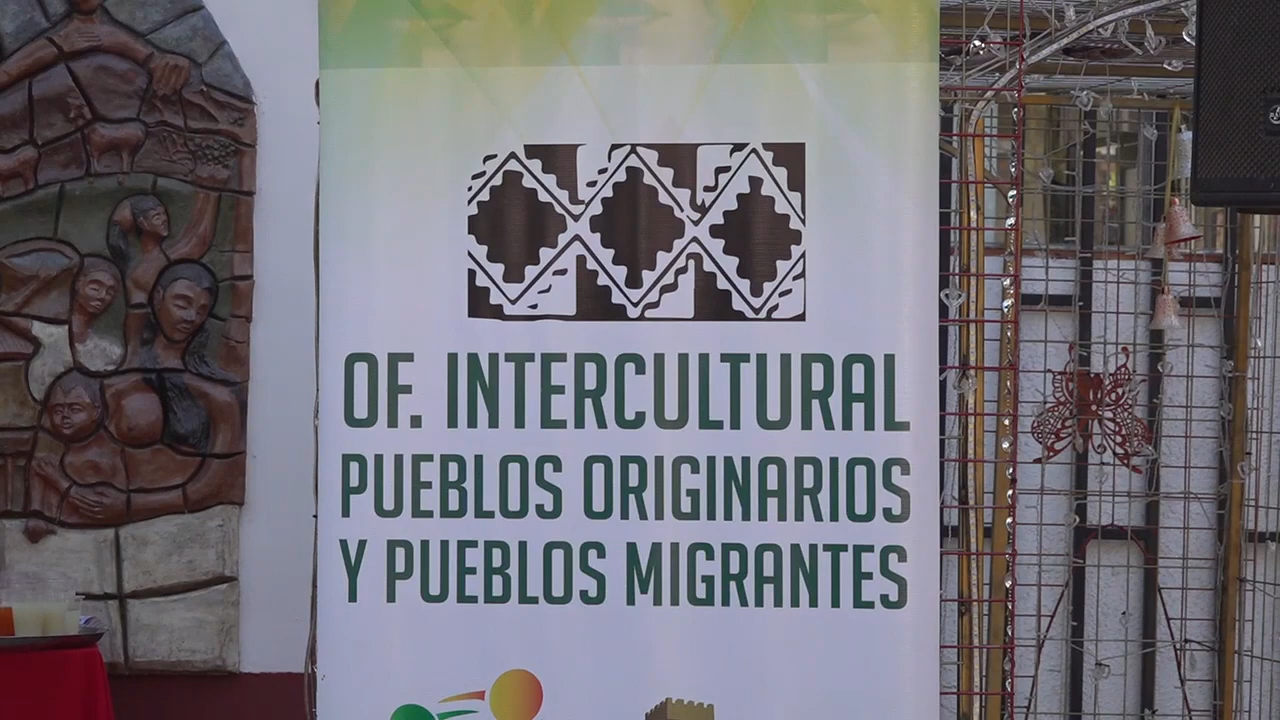 OF. INTERCULTURAL
PUEBLOS ORIGINARIOS
Y PUEBLOS MIGRANTES